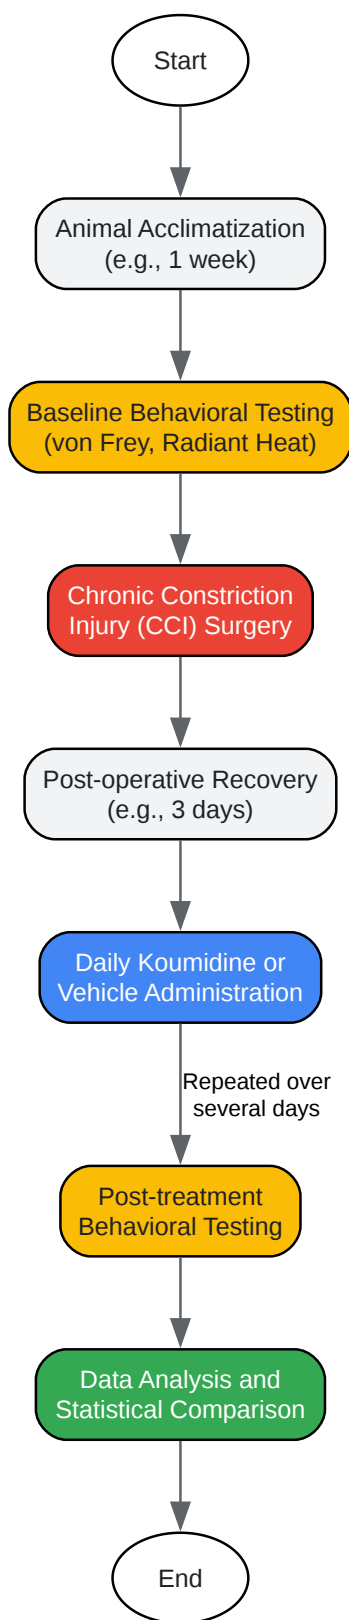 Start
Animal Acclimatization
(e.g., 1 week)
Baseline Behavioral Testing
(von Frey, Radiant Heat)
Chronic Constriction
Injury (CCI) Surgery
Post-operative Recovery
(e.g., 3 days)
Daily Koumidine or
Vehicle Administration
Repeated over
several days
Post-treatment
Behavioral Testing
Data Analysis and
Statistical Comparison
End